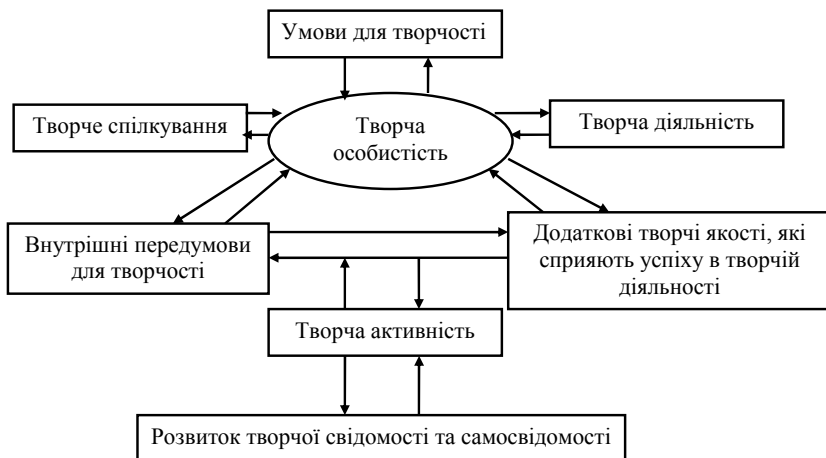 Умови для творчості
Творче спілкування
Творча
особистість
Творча діяльність
Внутрішні передумови
для творчості
Додаткові творчі якості, які
сприяють успіху в творчій
діяльності
Творча активність
Розвиток творчої свідомості та самосвідомості